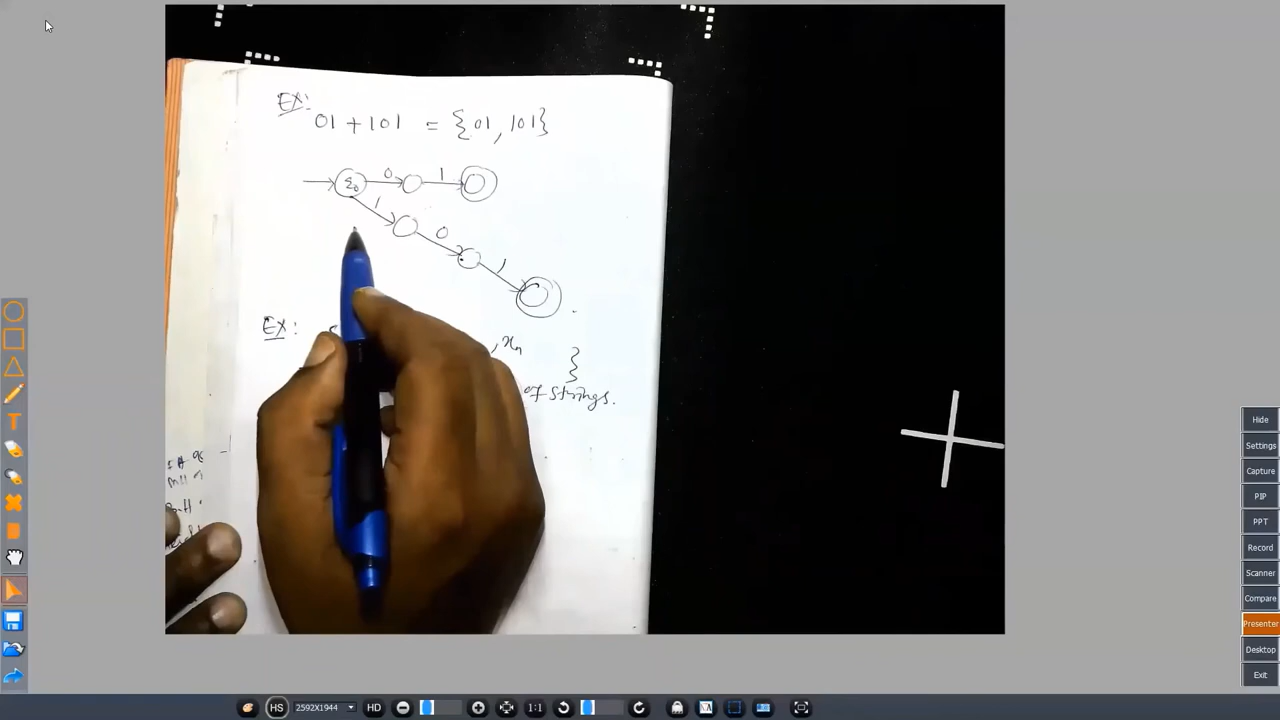 EX:
01 + 101 = {01, 101}
q0 0 1
1
0
1
EX:
, xn }
of strings.
Hide
Settings
Capture
PIP
PPT
Record
Scanner
Compare
Presenter
Desktop
Exit
HS 2592X1944 HD 1:1